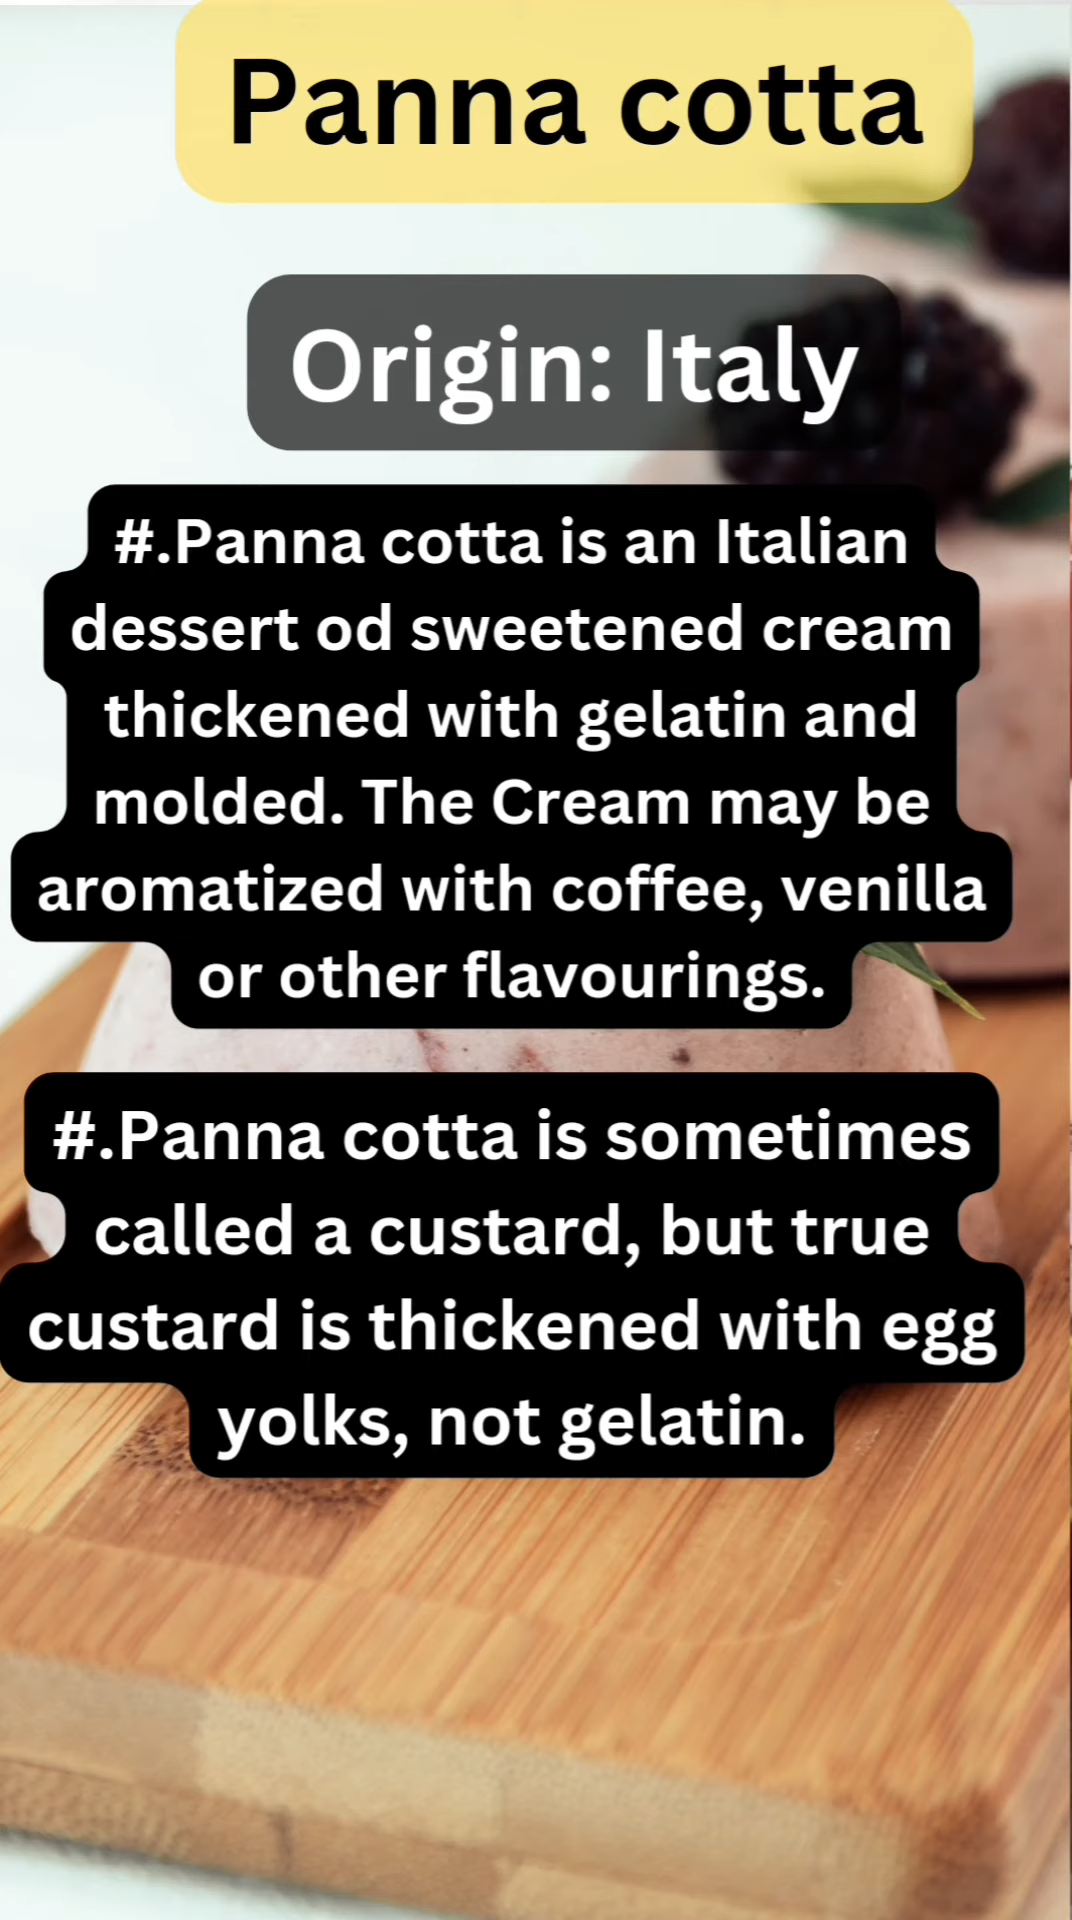 Panna cotta
Origin: Italy
#.Panna cotta is an Italian
dessert od sweetened cream
thickened with gelatin and
molded. The Cream may be
aromatized with coffee, venilla
or other flavourings.
#.Panna cotta is sometimes
called a custard, but true
custard is thickened with egg
yolks, not gelatin.